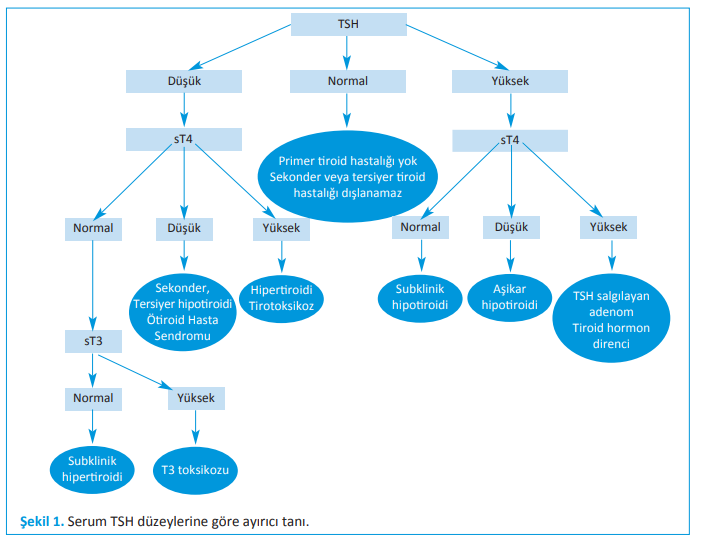 TSH
Düşük
Normal
Yüksek
sT4
sT4
Primer tiroid hastalığı yok
Sekonder veya tersiyer tiroid
hastalığı dışlanamaz
Normal
Düşük
Yüksek
Normal
Düşük
Yüksek
Sekonder,
Tersiyer hipotiroidi
Ötiroid Hasta
Sendromu
Hipertiroidi
Tirotoksikoz
Subklinik
hipotiroidi
Aşikar
hipotiroidi
TSH salgılayan
adenom
Tiroid hormon
direnci
sT3
Normal
Yüksek
Subklinik
hipertiroidi
T3 toksikozu
Şekil 1. Serum TSH düzeylerine göre ayırıcı tanı.